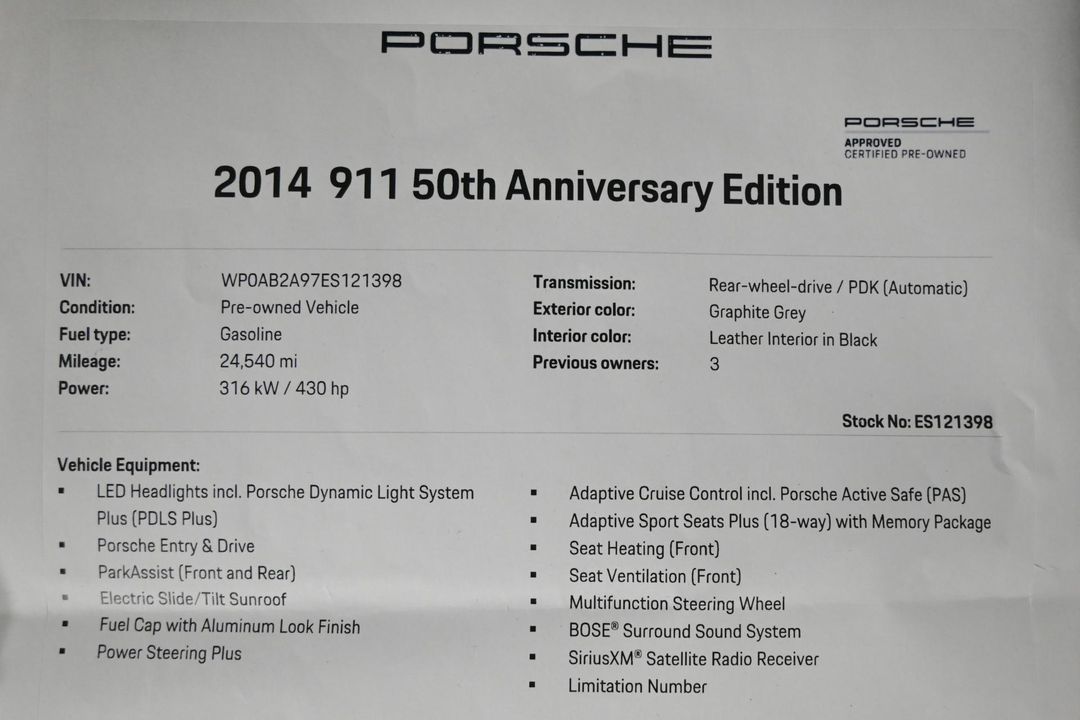 PORSCHE
PORSCHE
APPROVED
CERTIFIED PRE-OWNED
2014 911 50th Anniversary Edition
VIN: WP0AB2A97ES121398
Condition: Pre-owned Vehicle
Fuel type: Gasoline
Mileage: 24,540 mi
Power: 316 kW / 430 hp
Transmission: Rear-wheel-drive / PDK (Automatic)
Exterior color: Graphite Grey
Interior color: Leather Interior in Black
Previous owners: 3
Stock No: ES121398
Vehicle Equipment:
▪ LED Headlights incl. Porsche Dynamic Light System
Plus (PDLS Plus)
▪ Porsche Entry & Drive
▪ ParkAssist (Front and Rear)
▪ Electric Slide/Tilt Sunroof
▪ Fuel Cap with Aluminum Look Finish
▪ Power Steering Plus
▪ Adaptive Cruise Control incl. Porsche Active Safe (PAS)
▪ Adaptive Sport Seats Plus (18-way) with Memory Package
▪ Seat Heating (Front)
▪ Seat Ventilation (Front)
▪ Multifunction Steering Wheel
▪ BOSE® Surround Sound System
▪ SiriusXM® Satellite Radio Receiver
▪ Limitation Number